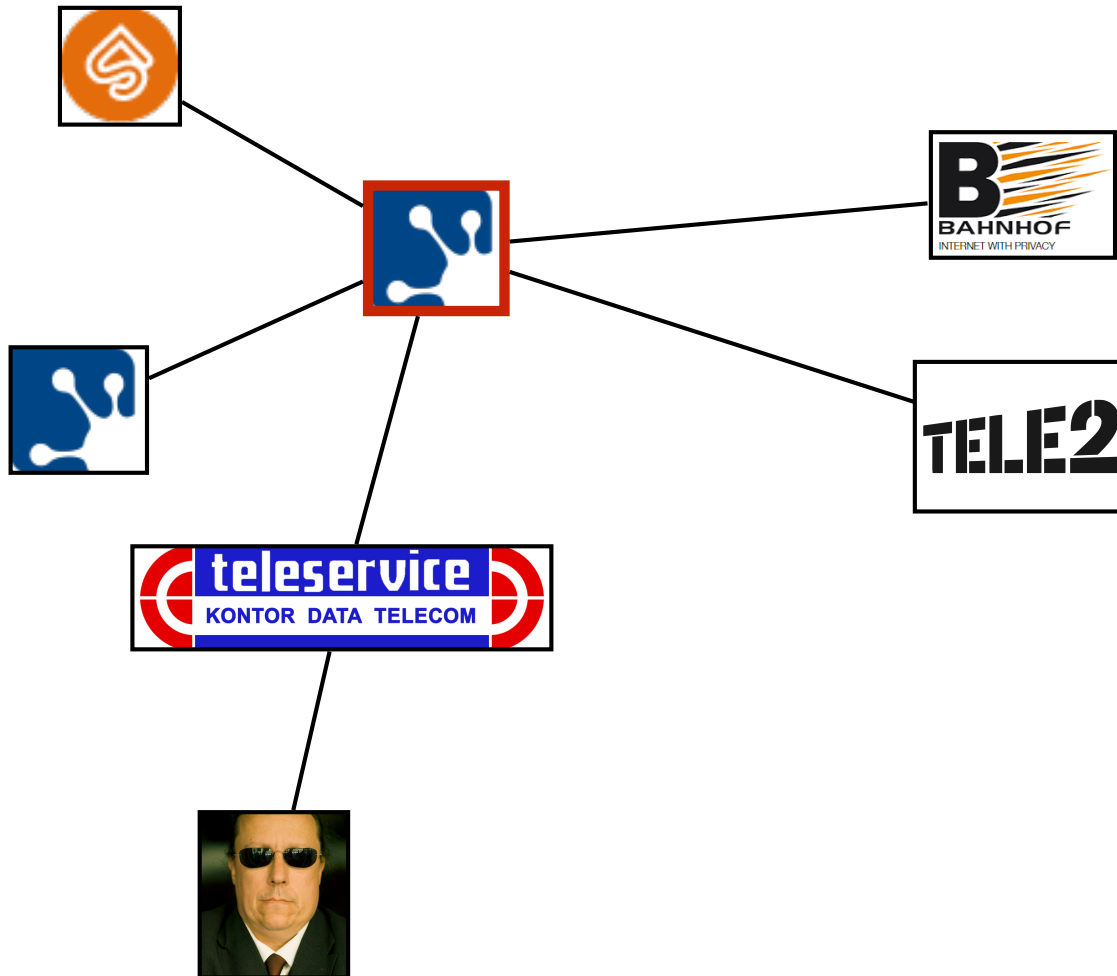 B
BAHNHOF
INTERNET WITH PRIVACY
TELE2
teleservice
KONTOR DATA TELECOM